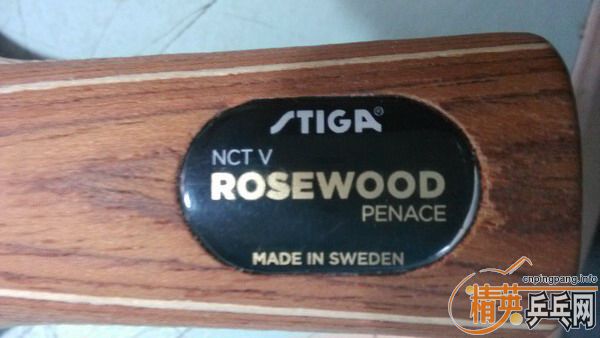 STIGA®
NCT V
ROSEWOOD
PENACE
MADE IN SWEDEN
cnpingpang.info
精英乒乓网